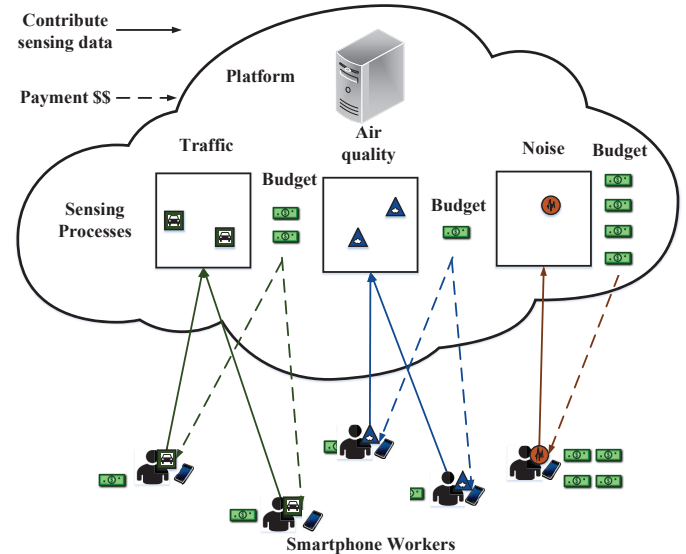 Contribute
sensing data
Payment $$
Platform
Traffic
Air
quality
Noise
Budget
Budget
Budget
Sensing
Processes
Smartphone Workers